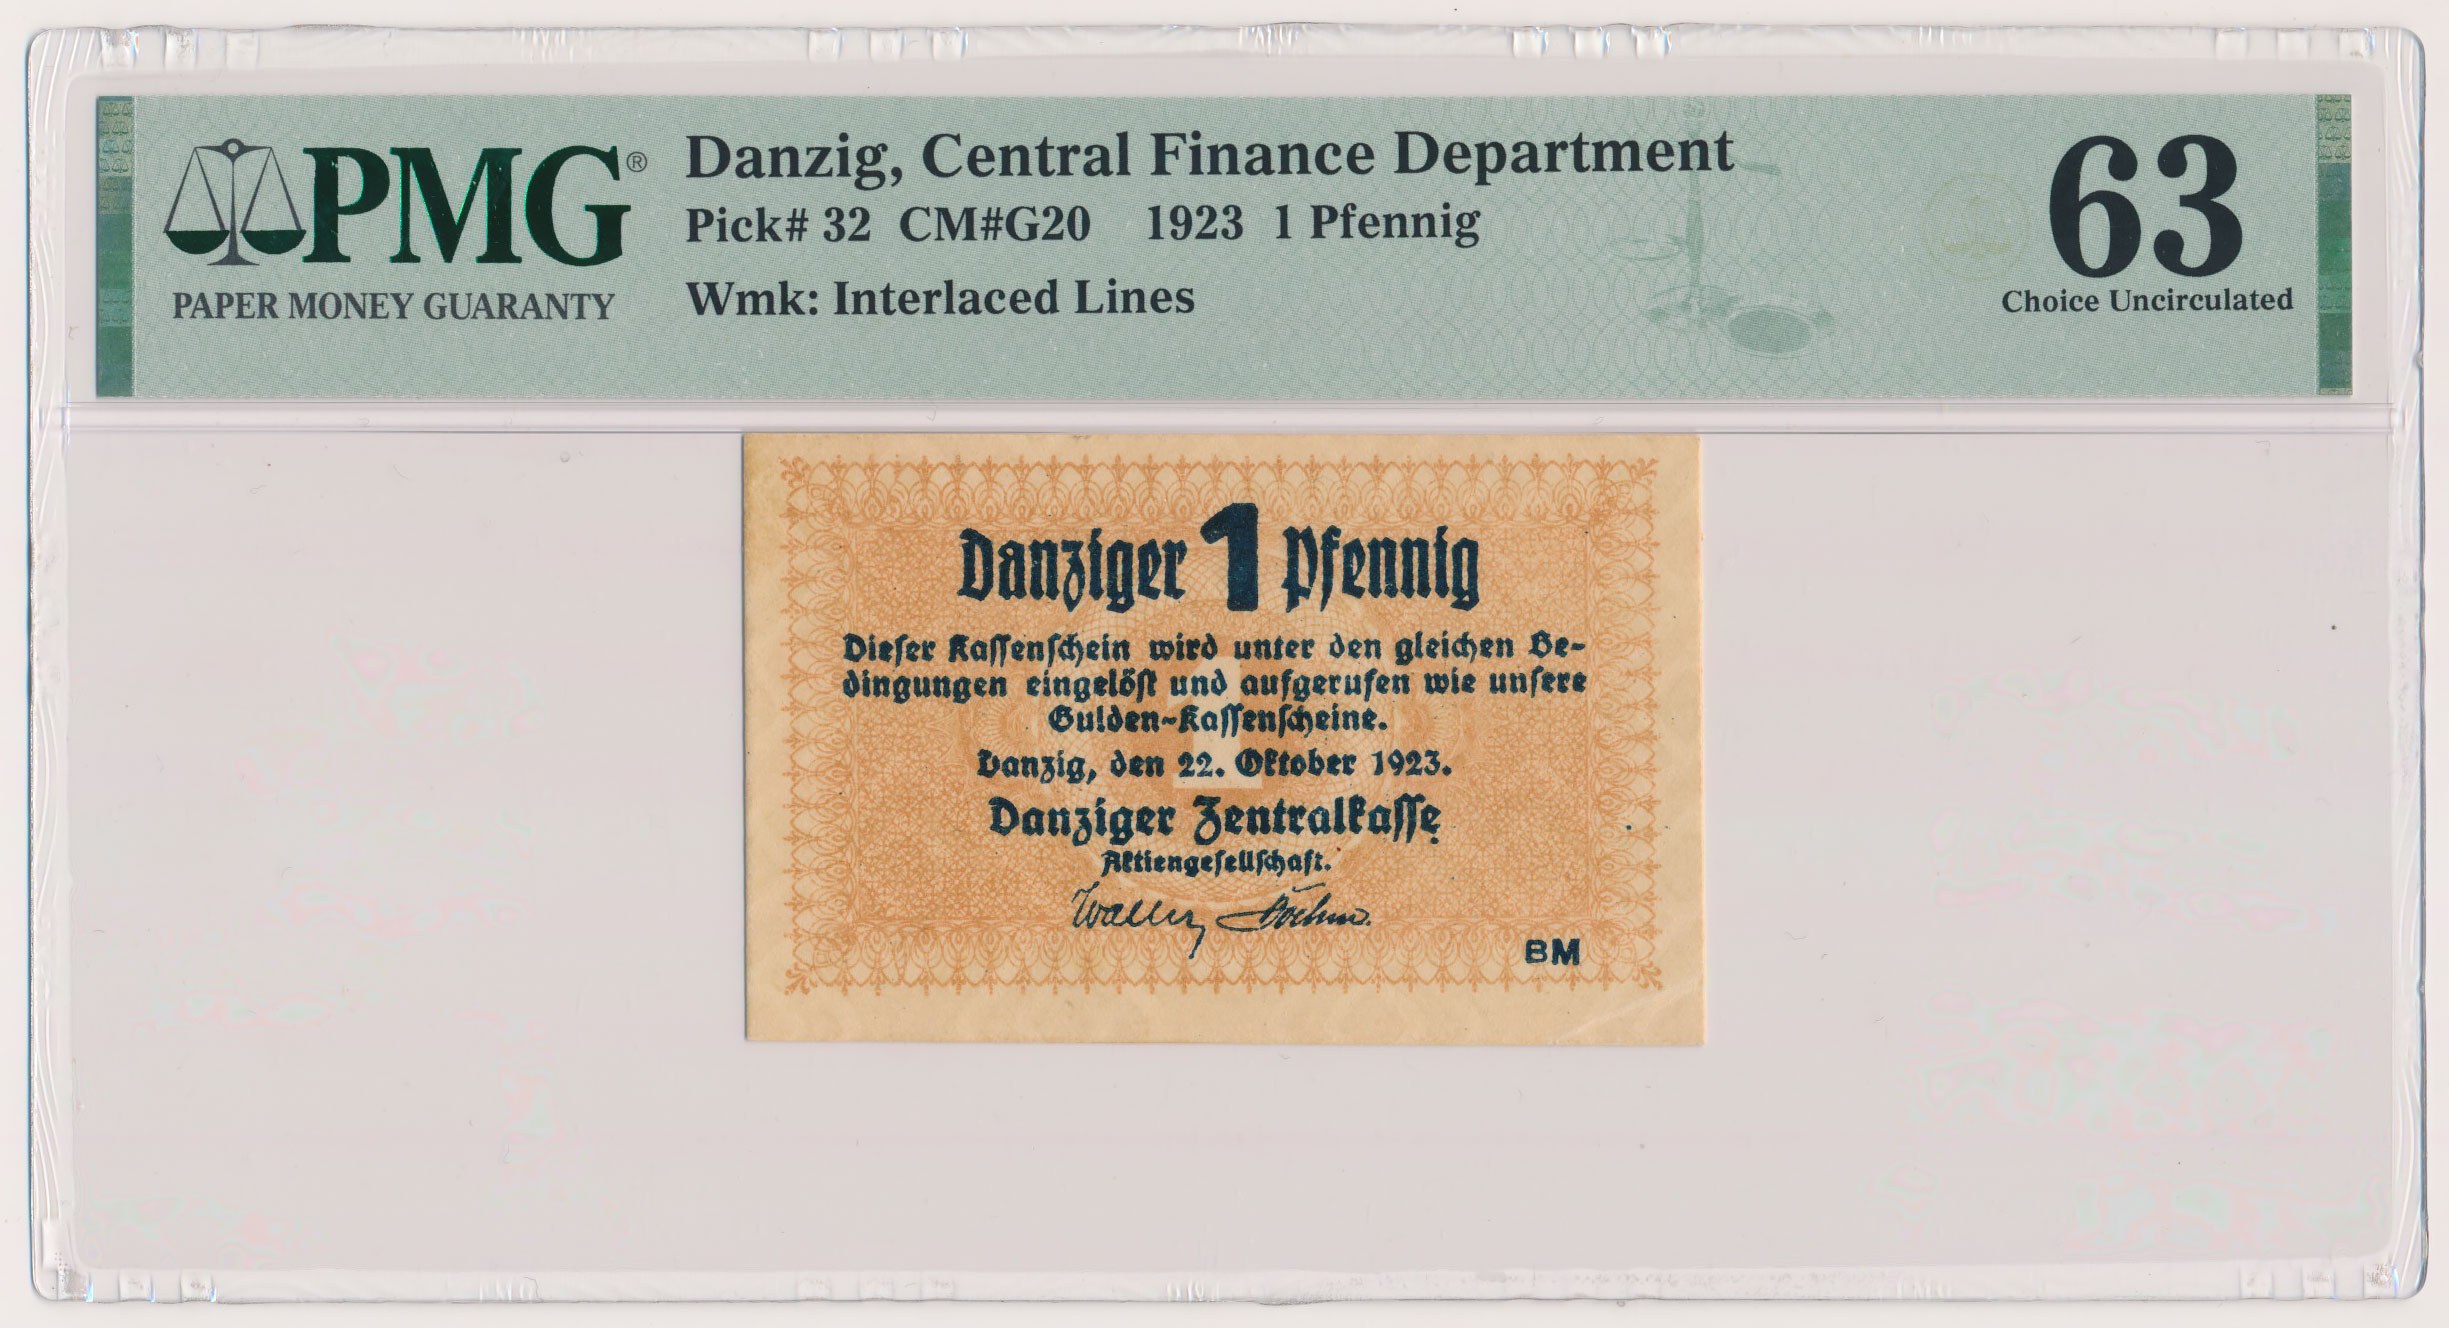 PMG®
PAPER MONEY GUARANTY
Danzig, Central Finance Department
Pick# 32 CM#G20 1923 1 Pfennig
Wmk: Interlaced Lines
63
Choice Uncirculated
Danziger 1 Pfennig
Dieser Kassenschein wird unter den gleichen Be-
dingungen eingelöst und aufgerufen wie unsere
Gulden-Kassenscheine.
Danzig, den 22. Oktober 1923.
Danziger Zentralkasse
Aktiengesellschaft.
BM